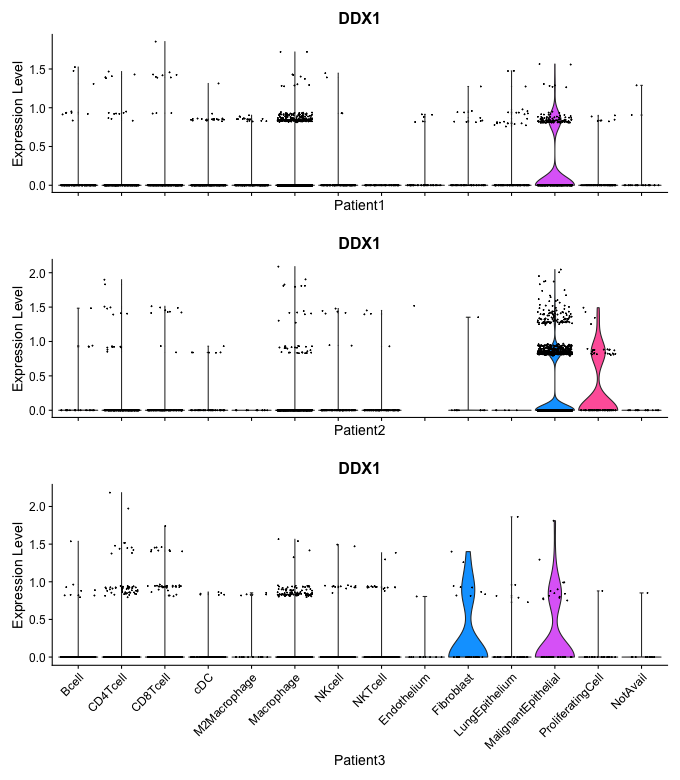 DDX1
Expression Level
1.5
1.0
0.5
0.0
Patient1
DDX1
Expression Level
2.0
1.5
1.0
0.5
0.0
Patient2
DDX1
Expression Level
2.0
1.5
1.0
0.5
0.0
Bcell
CD4Tcell
CD8Tcell
cDC
M2Macrophage
Macrophage
NKcell
NKTcell
Endothelium
Fibroblast
LungEpithelium
MalignantEpithelial
ProliferatingCell
NotAvail
Patient3